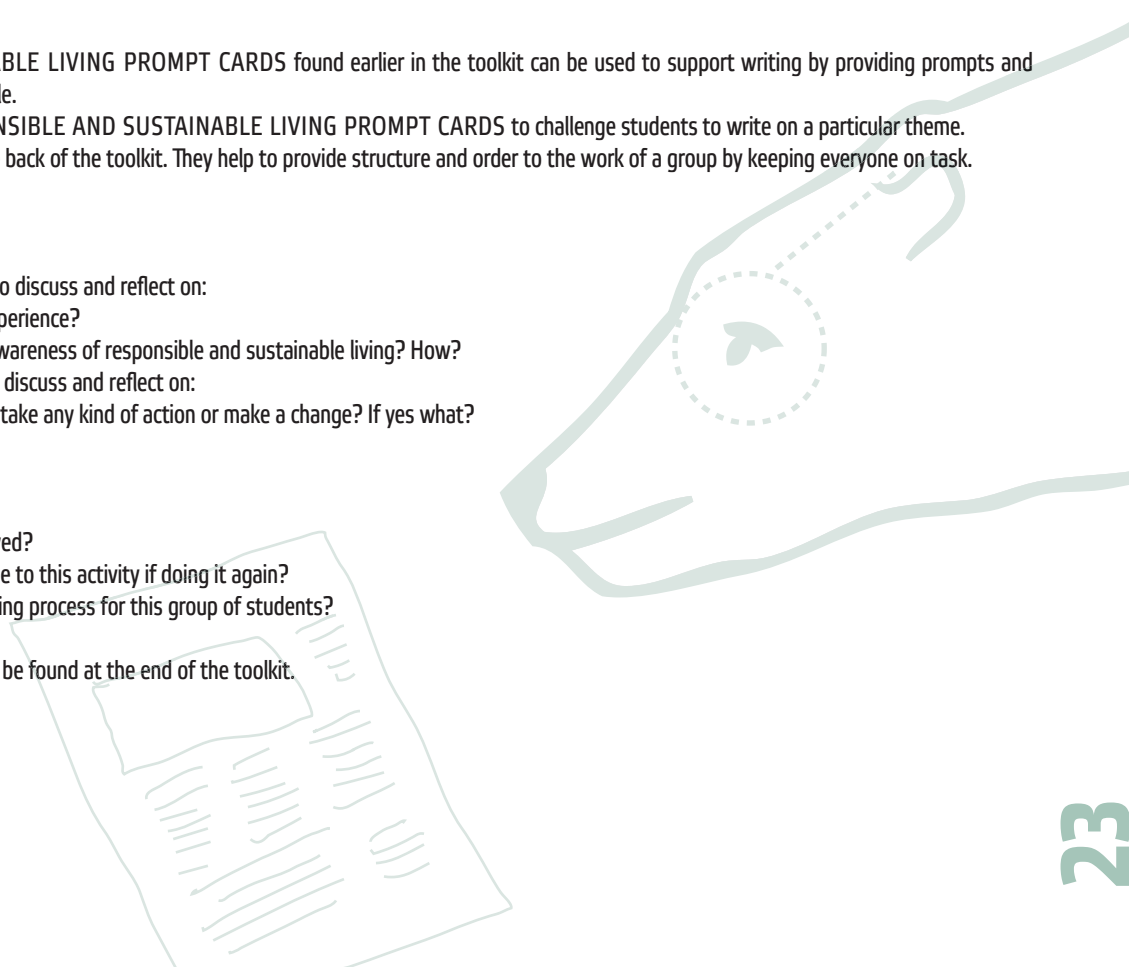 ABLE LIVING PROMPT CARDS found earlier in the toolkit can be used to support writing by providing prompts and
le.
NSIBLE AND SUSTAINABLE LIVING PROMPT CARDS to challenge students to write on a particular theme.
back of the toolkit. They help to provide structure and order to the work of a group by keeping everyone on task.
o discuss and reflect on:
perience?
wareness of responsible and sustainable living? How?
discuss and reflect on:
take any kind of action or make a change? If yes what?
ved?
e to this activity if doing it again?
ing process for this group of students?
be found at the end of the toolkit.
23